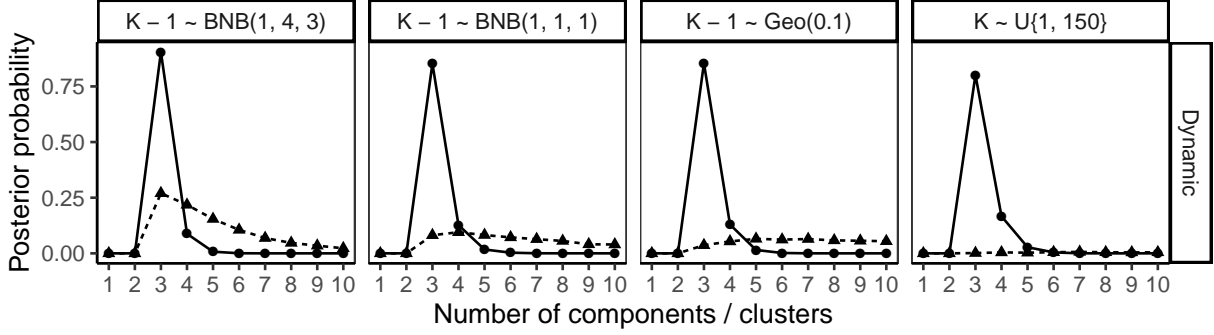 K − 1 ~ BNB(1, 4, 3)
K − 1 ~ BNB(1, 1, 1)
K − 1 ~ Geo(0.1)
K ~ U{1, 150}
Posterior probability
0.75
0.50
0.25
0.00
Dynamic
1 2 3 4 5 6 7 8 9 10
1 2 3 4 5 6 7 8 9 10
1 2 3 4 5 6 7 8 9 10
1 2 3 4 5 6 7 8 9 10
Number of components / clusters